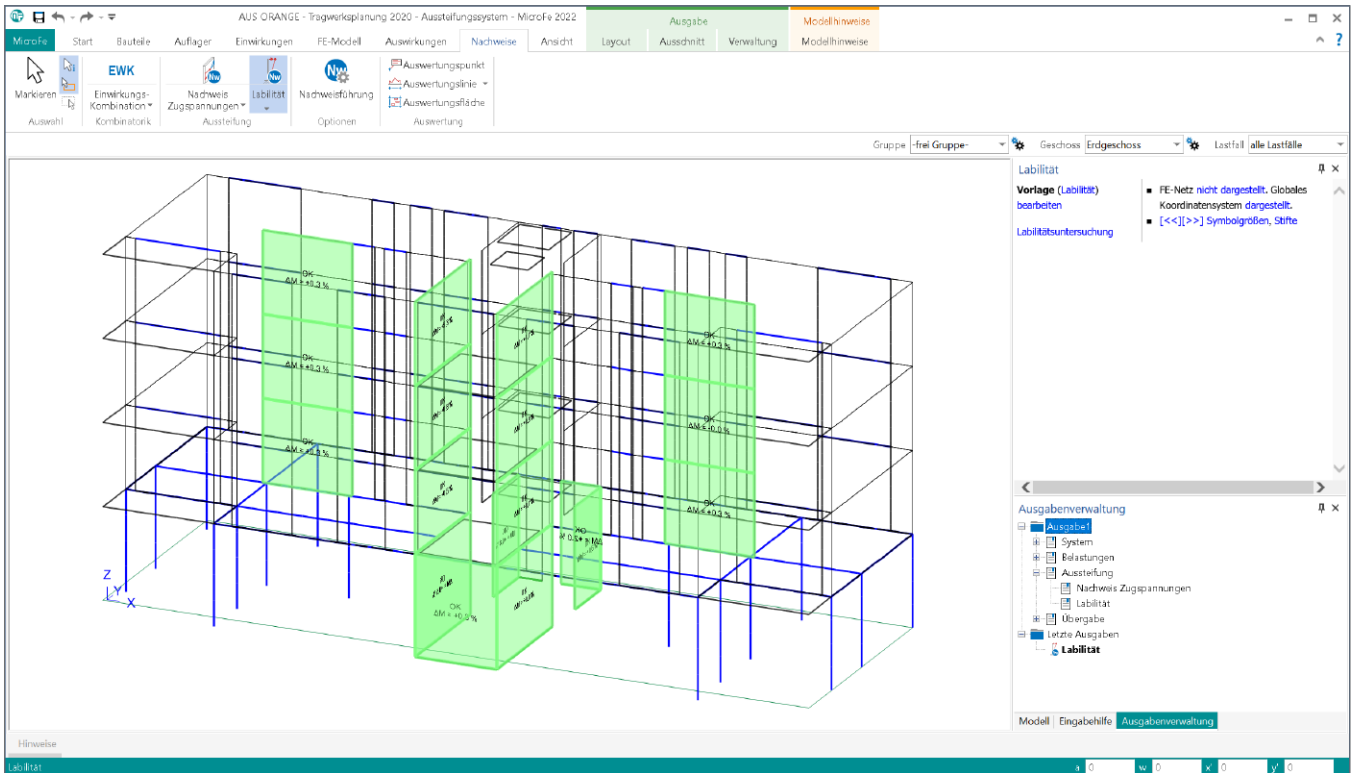 AUS ORANGE - Tragwerksplanung 2020 - Aussteifungssystem - MicroFe 2022
Ausgabe
Modellhinweise
MicroFe Start Bauteile Auflager Einwirkungen FE-Modell Auswirkungen Nachweise Ansicht Layout Ausschnitt Verwaltung Modellhinweise
Markieren
EWK
Einwirkungs-
Kombination
Nachweis
Zugspannungen
Labilität
Nachweisführung
Auswertungspunkt
Auswertungslinie
Auswertungsfläche
Auswahl Kombinatorik Aussteifung Optionen Auswertung
Gruppe -frei Gruppe- Geschoss Erdgeschoss Lastfall alle Lastfälle
OK
ΔM = +0.3 %
OK
ΔM = +0.3 %
OK
ΔM = +0.3 %
OK
ΔM = +0.3 %
OK
ΔM = +0.3 %
OK
ΔM = +0.3 %
Z
Y
X
Labilität
Vorlage (Labilität)
bearbeiten
Labilitätsuntersuchung
▪ FE-Netz nicht dargestellt. Globales
Koordinatensystem dargestellt.
▪ [<<][>>] Symbolgrößen, Stifte
Ausgabenverwaltung
Ausgabe1
System
Belastungen
Aussteifung
Nachweis Zugspannungen
Labilität
Übergabe
Letzte Ausgaben
Labilität
Modell Eingabehilfe Ausgabenverwaltung
Hinweise
Labilität
a 0 w 0 x' 0 y' 0